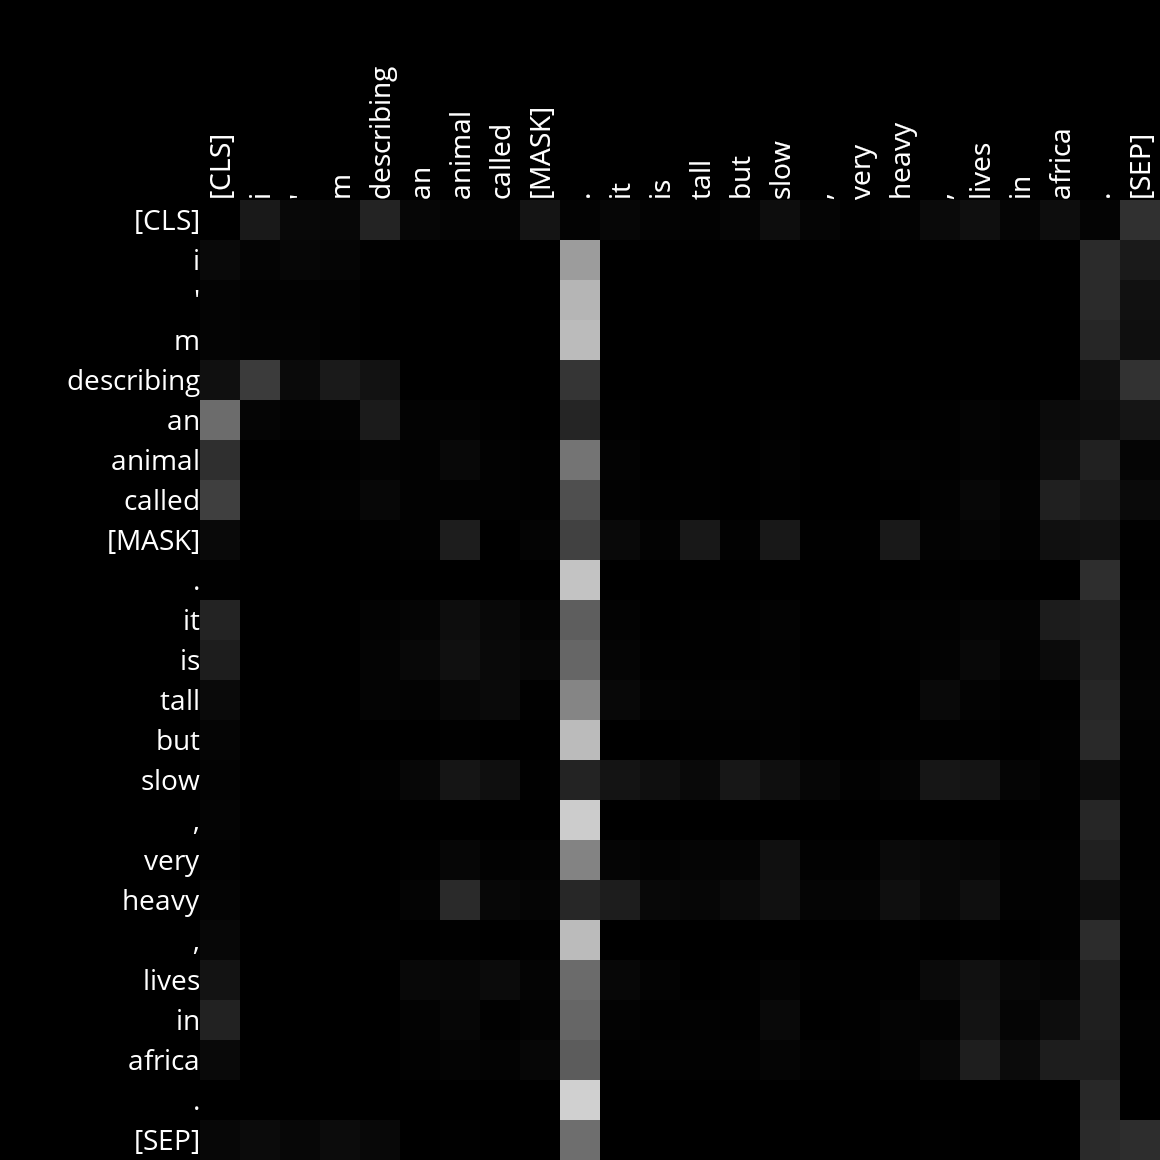 [CLS] i ' m describing an animal called [MASK] . it is tall but slow , very heavy , lives in africa . [SEP]
[CLS]
i
'
m
describing
an
animal
called
[MASK]
.
it
is
tall
but
slow
,
very
heavy
,
lives
in
africa
.
[SEP]